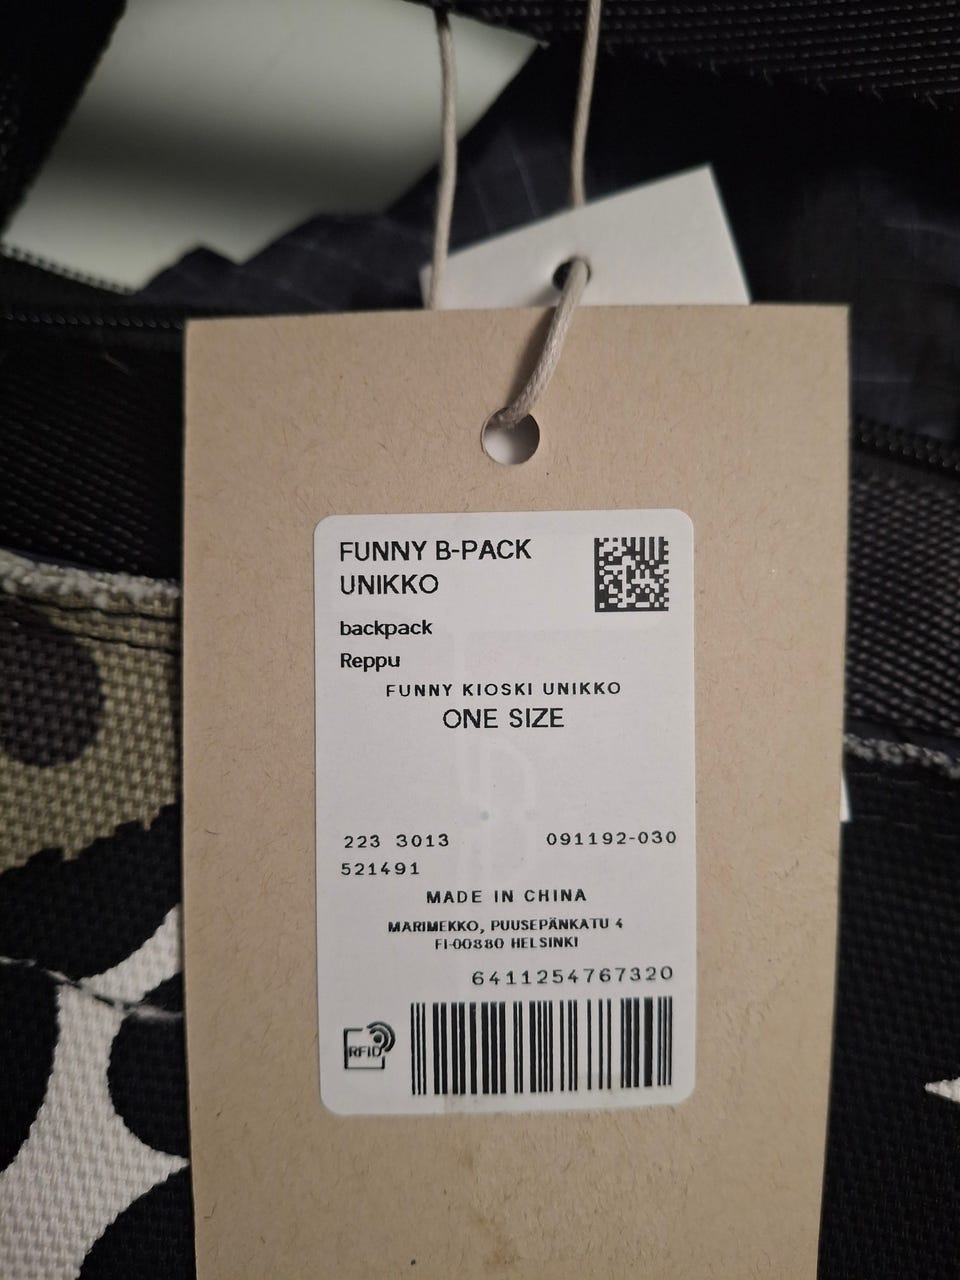 FUNNY B-PACK
UNIKKO
backpack
Reppu
FUNNY KIOSKI UNIKKO
ONE SIZE
223 3013 091192-030
521491
MADE IN CHINA
MARIMEKKO, PUUSEPÄNKATU 4
FI-00880 HELSINKI
6411254767320
RFID